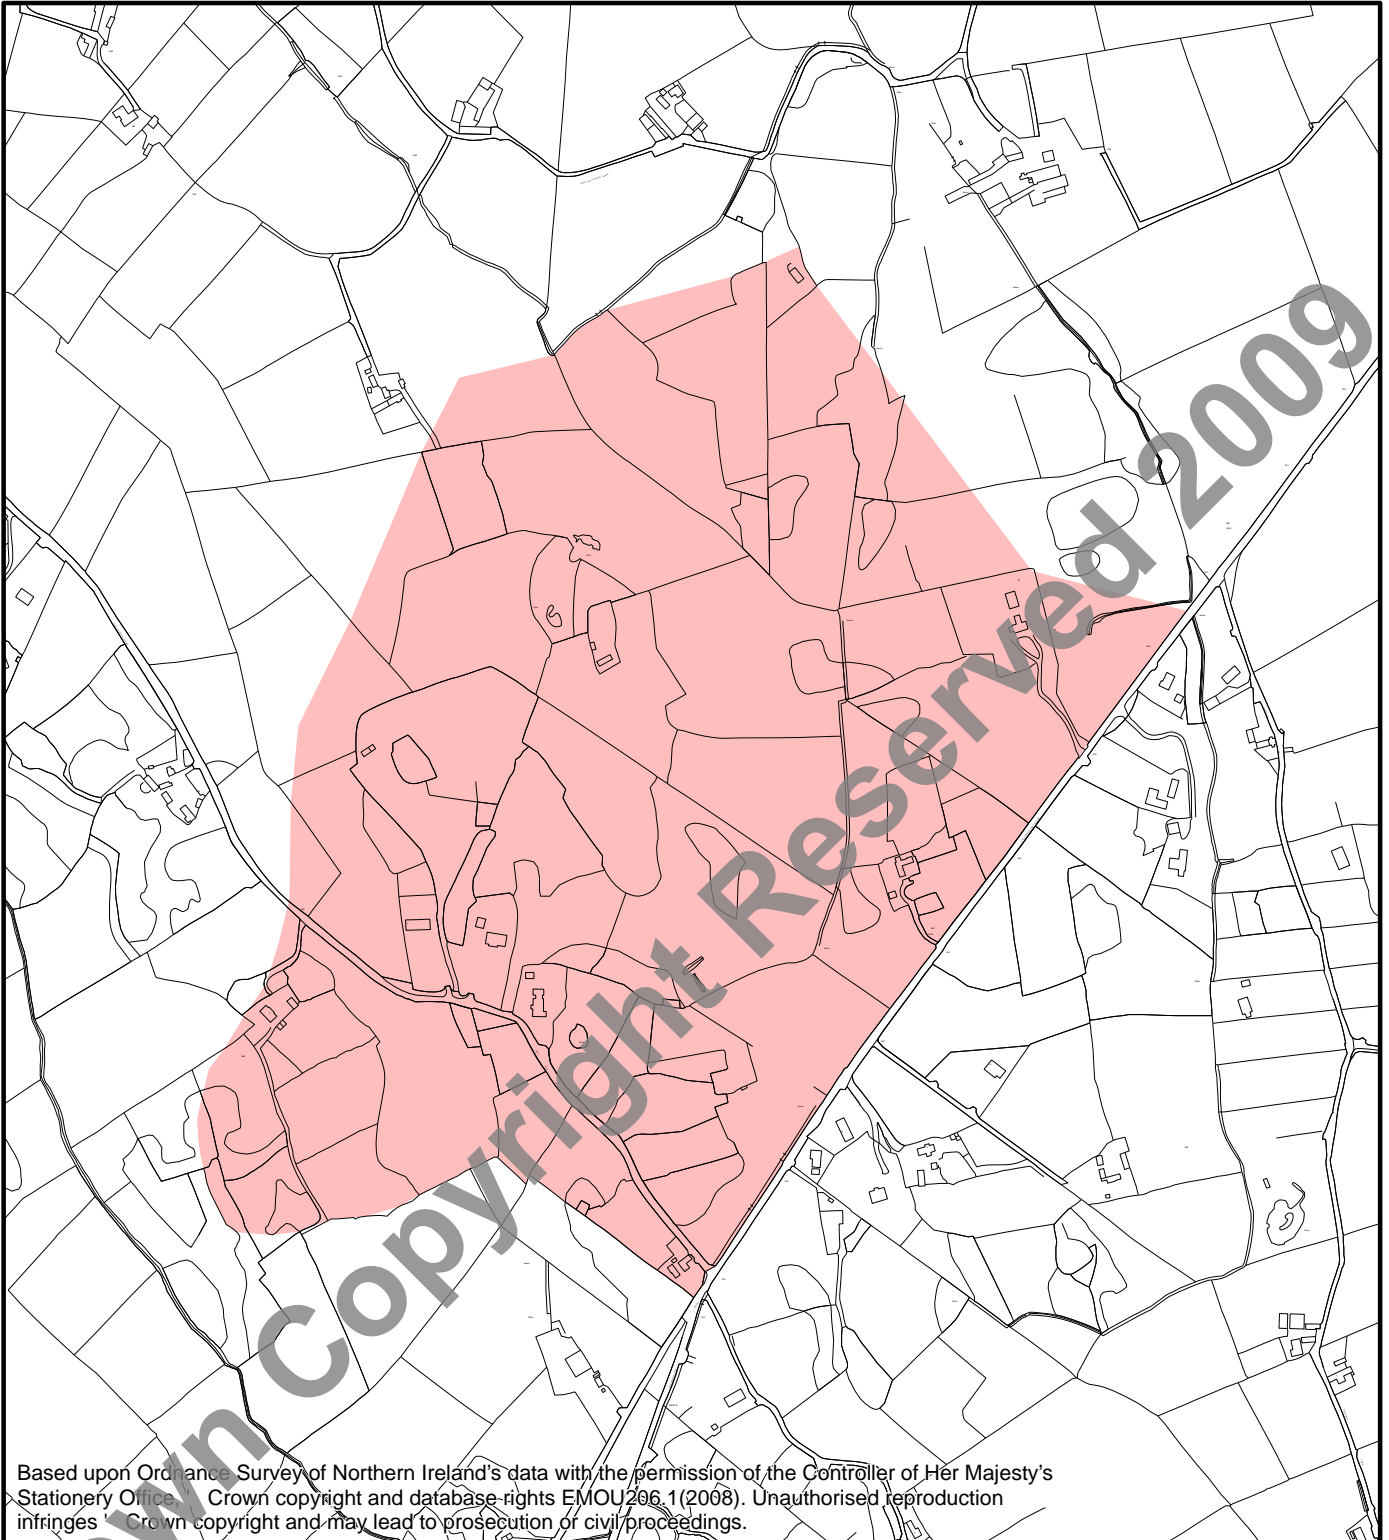 wn Copyright Reserved 2009
Based upon Ordnance Survey of Northern Ireland's data with the permission of the Controller of Her Majesty's
Stationery Office, ' Crown copyright and database rights EMOU206.1(2008). Unauthorised reproduction
infringes ' Crown copyright and may lead to prosecution or civil proceedings.